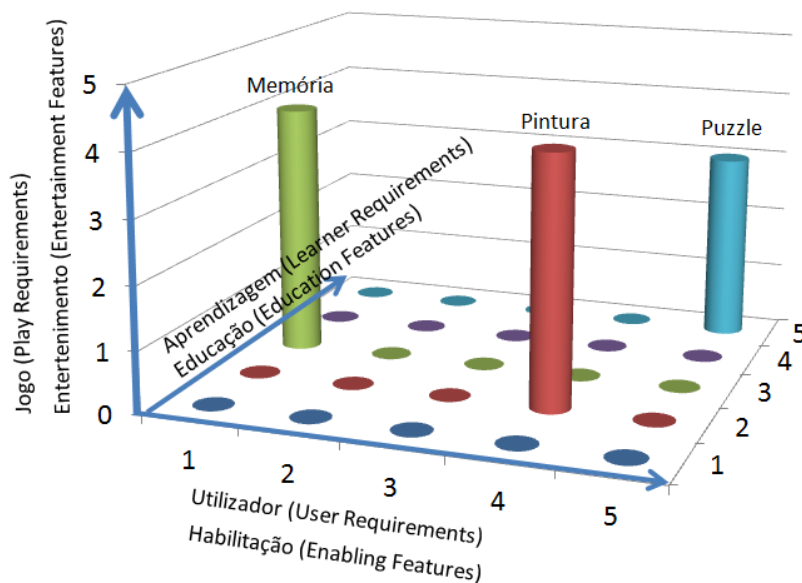 Memória
Pintura
Puzzle
Jogo (Play Requirements)
Entertenimento (Entertainment Features)
5
4
3
2
1
0
Aprendizagem (Learner Requirements)
Educação (Education Features)
1
2
3
4
5
Utilizador (User Requirements)
Habilitação (Enabling Features)
5
4
3
2
1